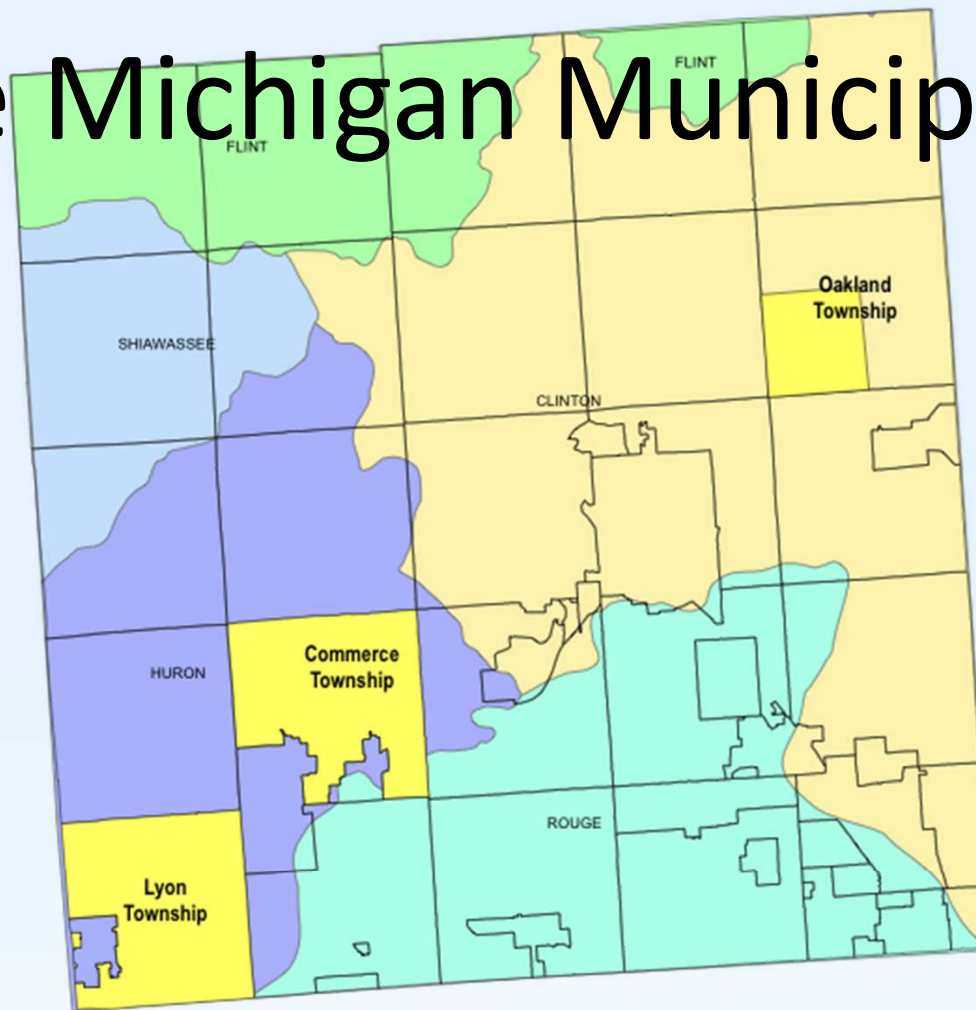 FLINT
Michigan Municip
FLINT
Oakland
Township
SHIAWASSEE
CLINTON
Commerce
Township
HURON
ROUGE
Lyon
Township